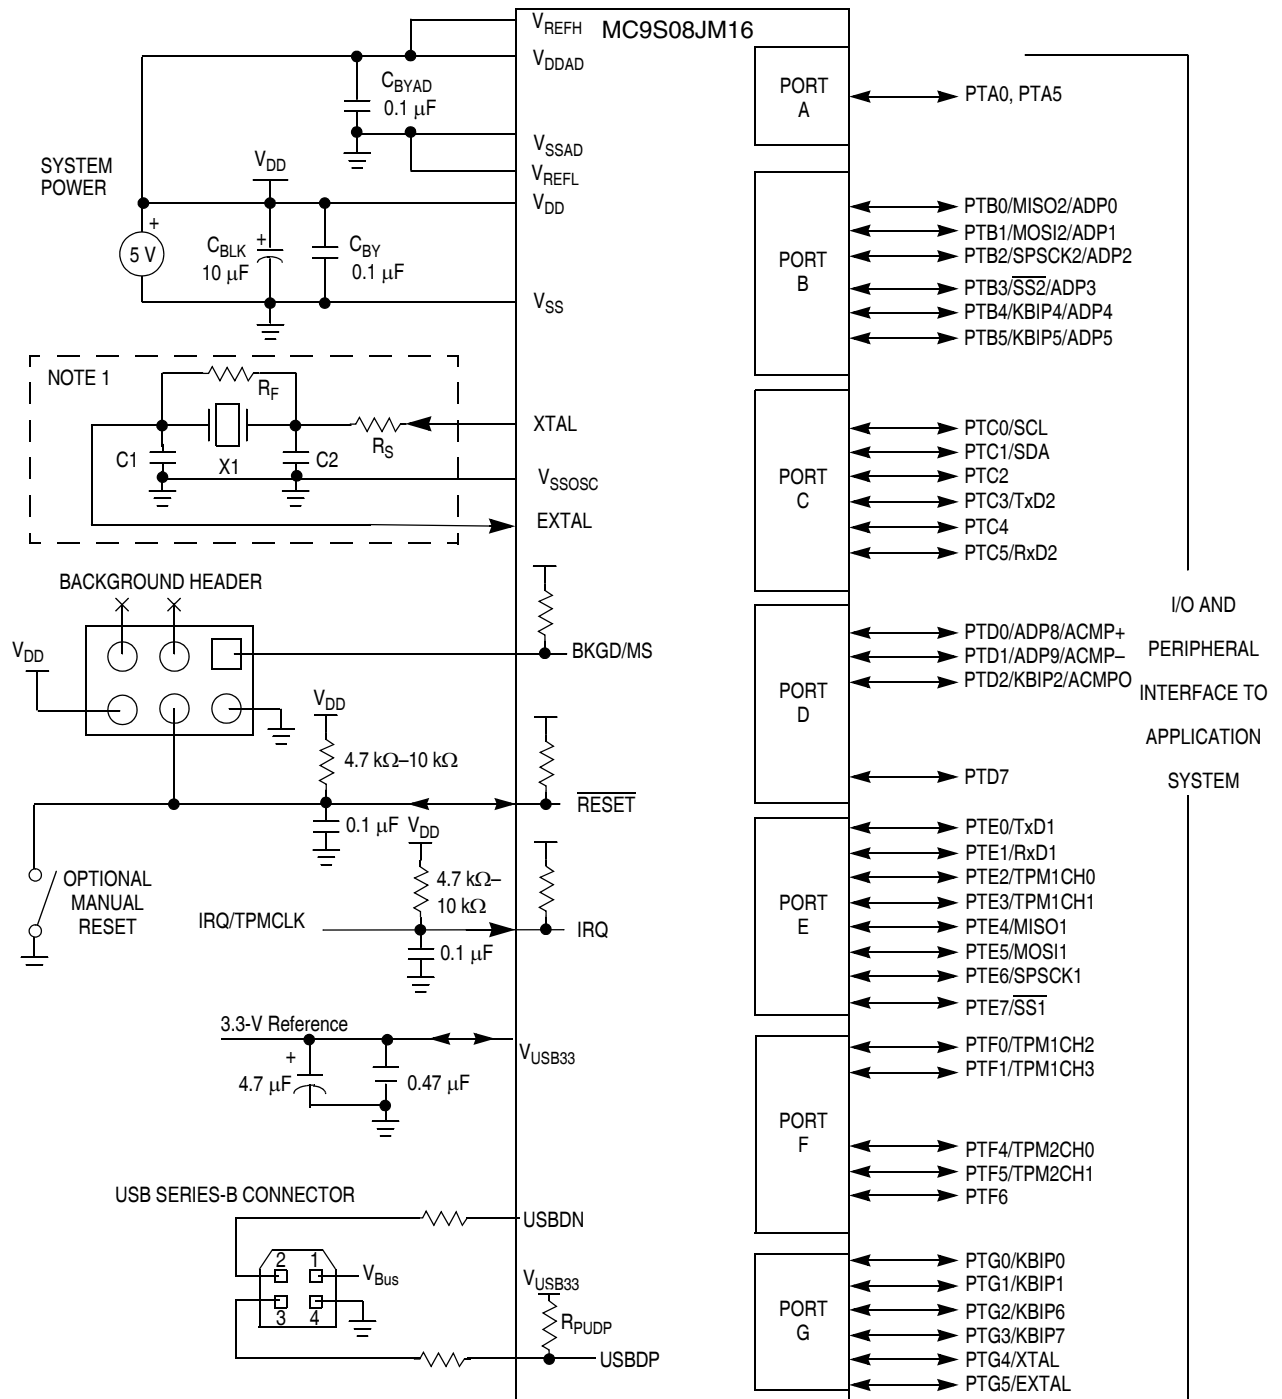 MC9S08JM16
VREFH
VDDAD
CBYAD
0.1 µF
VSSAD
VREFL
SYSTEM
POWER
VDD
VDD
+
5 V
CBLK
+
10 µF
CBY
0.1 µF
VSS
NOTE 1
RF
XTAL
C1
X1
C2
RS
VSSOSC
EXTAL
BACKGROUND HEADER
VDD
BKGD/MS
VDD
4.7 kΩ–10 kΩ
RESET
0.1 µF
VDD
OPTIONAL
MANUAL
RESET
4.7 kΩ–
10 kΩ
IRQ/TPMCLK
IRQ
0.1 µF
3.3-V Reference
VUSB33
+
4.7 µF
0.47 µF
USB SERIES-B CONNECTOR
USBDN
2 1
VBus
3 4
VUSB33
RPUDP
USBDP
PORT
A
PTA0, PTA5
PORT
B
PTB0/MISO2/ADP0
PTB1/MOSI2/ADP1
PTB2/SPSCK2/ADP2
PTB3/SS2/ADP3
PTB4/KBIP4/ADP4
PTB5/KBIP5/ADP5
PORT
C
PTC0/SCL
PTC1/SDA
PTC2
PTC3/TxD2
PTC4
PTC5/RxD2
PORT
D
PTD0/ADP8/ACMP+
PTD1/ADP9/ACMP–
PTD2/KBIP2/ACMPO
PTD7
PORT
E
PTE0/TxD1
PTE1/RxD1
PTE2/TPM1CH0
PTE3/TPM1CH1
PTE4/MISO1
PTE5/MOSI1
PTE6/SPSCK1
PTE7/SS1
PORT
F
PTF0/TPM1CH2
PTF1/TPM1CH3
PTF4/TPM2CH0
PTF5/TPM2CH1
PTF6
PORT
G
PTG0/KBIP0
PTG1/KBIP1
PTG2/KBIP6
PTG3/KBIP7
PTG4/XTAL
PTG5/EXTAL
I/O AND
PERIPHERAL
INTERFACE TO
APPLICATION
SYSTEM